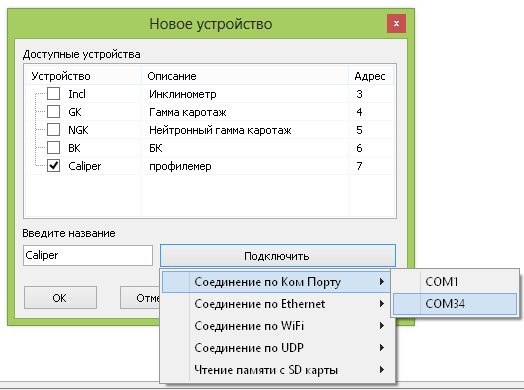 Новое устройство
x
Доступные устройства
Устройство Описание Адрес
Incl Инклинометр 3
GK Гамма каротаж 4
NGK Нейтронный гамма каротаж 5
BK БК 6
Caliper профилемер 7
Введите название
Caliper Подключить
Соединение по Ком Порту COM1
OK Отме Соединение по Ethernet COM34
Соединение по WiFi
Соединение по UDP
Чтение памяти с SD карты